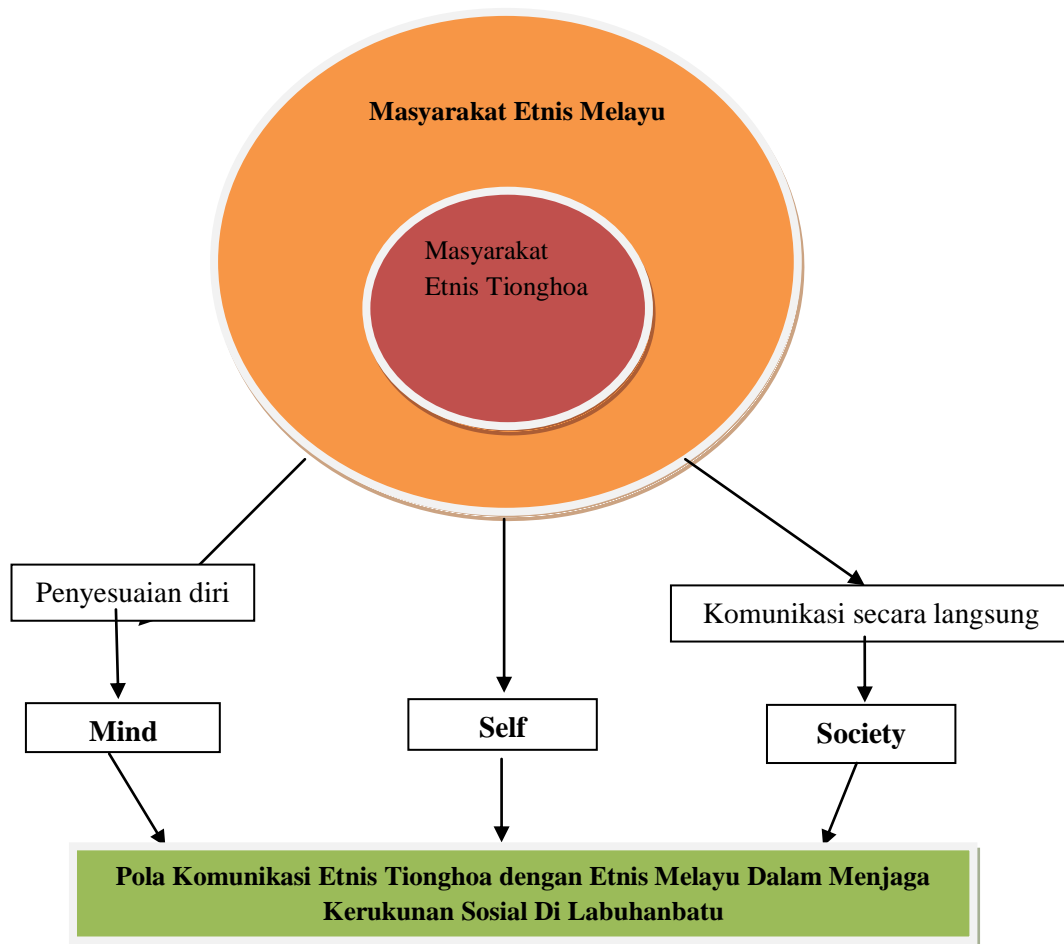 Masyarakat Etnis Melayu
Masyarakat
Etnis Tionghoa
Penyesuaian diri
Komunikasi secara langsung
Mind
Self
Society
Pola Komunikasi Etnis Tionghoa dengan Etnis Melayu Dalam Menjaga
Kerukunan Sosial Di Labuhanbatu